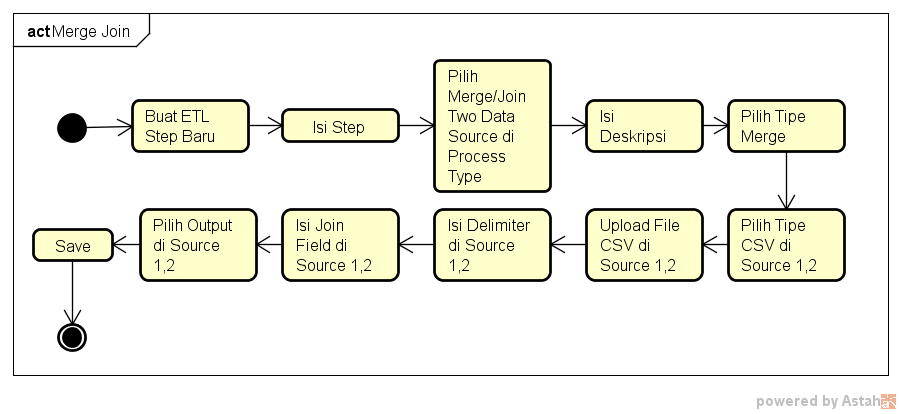 act Merge Join
Buat ETL
Step Baru
Isi Step
Pilih
Merge/Join
Two Data
Source di
Process
Type
Isi
Deskripsi
Pilih Tipe
Merge
Pilih Tipe
CSV di
Source 1,2
Upload File
CSV di
Source 1,2
Isi Delimiter
di Source
1,2
Isi Join
Field di
Source 1,2
Pilih Output
di Source
1,2
Save
powered by Astah